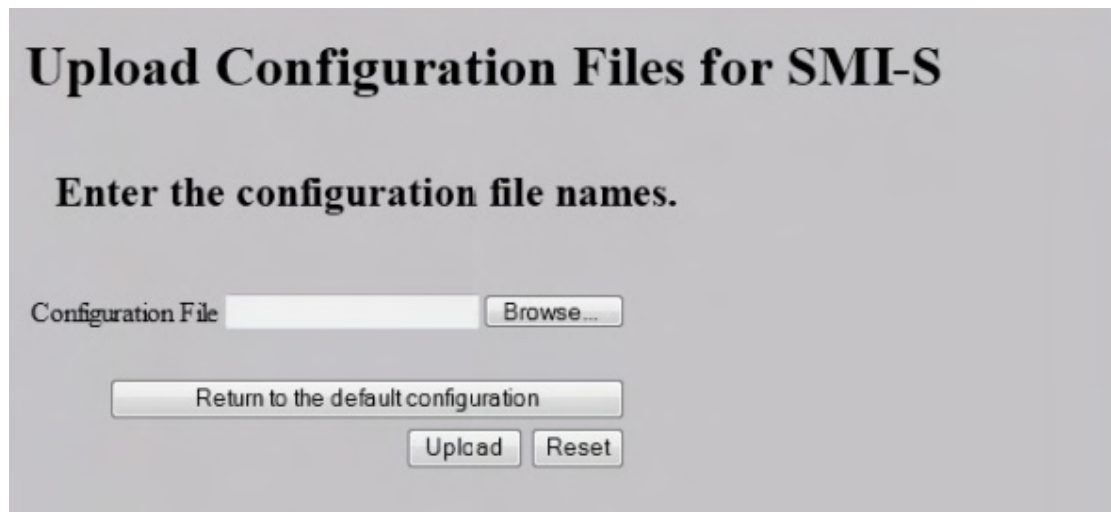 Upload Configuration Files for SMI-S
Enter the configuration file names.
Configuration File Browse...
Return to the default configuration
Upload Reset